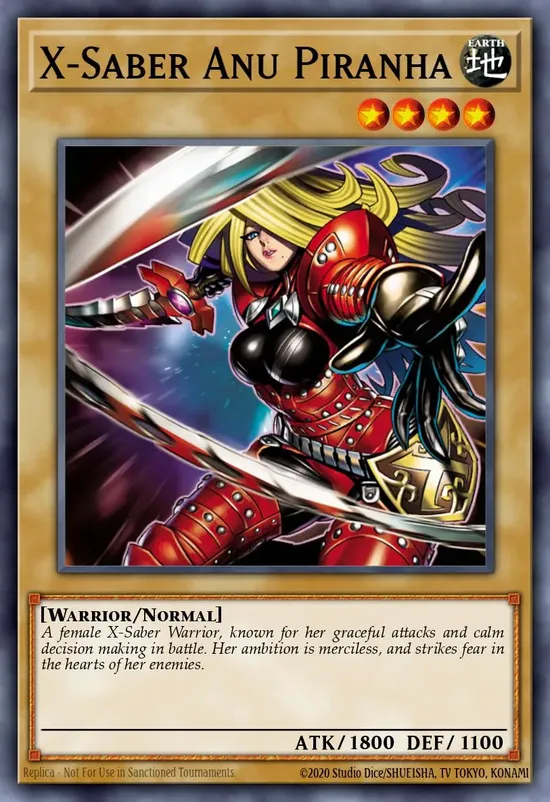 X-Saber Anu Piranha
EARTH
地
[Warrior/Normal]
A female X-Saber Warrior, known for her graceful attacks and calm
decision making in battle. Her ambition is merciless, and strikes fear in
the hearts of her enemies.
ATK/1800 DEF/1100
Replica - Not For Use in Sanctioned Tournaments.
©2020 Studio Dice/SHUEISHA, TV TOKYO, KONAMI